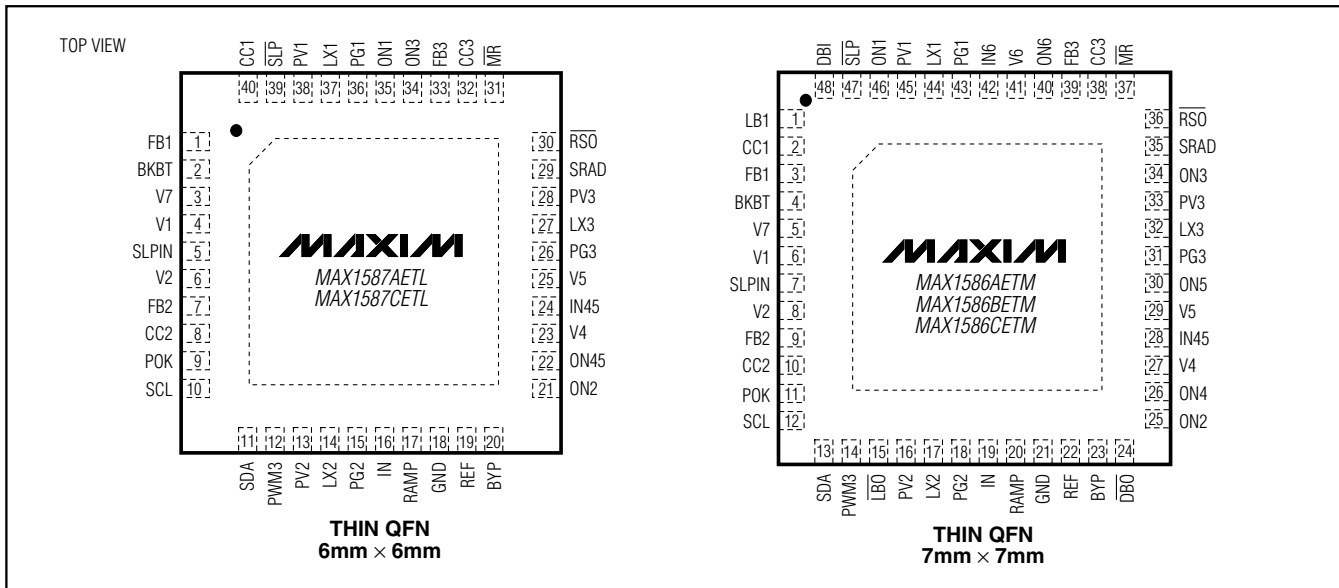 TOP VIEW
CC1 SLP PV1 LX1 PG1 ON1 ON3 FB3 CC3 MR
40 39 38 37 36 35 34 33 32 31
FB1 1
BKBT 2
V7 3
V1 4
SLPIN 5
V2 6
FB2 7
CC2 8
POK 9
SCL 10
MAXIM
MAX1587AETL
MAX1587CETL
30 RSO
29 SRAD
28 PV3
27 LX3
26 PG3
25 V5
24 IN45
23 V4
22 ON45
21 ON2
11 12 13 14 15 16 17 18 19 20
SDA PWM3 PV2 LX2 PG2 IN RAMP GND REF BYP
THIN QFN
6mm × 6mm
DBI SLP ON1 PV1 LX1 PG1 IN6 V6 ON6 FB3 CC3 MR
48 47 46 45 44 43 42 41 40 39 38 37
LB1 1
CC1 2
FB1 3
BKBT 4
V7 5
V1 6
SLPIN 7
V2 8
FB2 9
CC2 10
POK 11
SCL 12
MAXIM
MAX1586AETM
MAX1586BETM
MAX1586CETM
36 RSO
35 SRAD
34 ON3
33 PV3
32 LX3
31 PG3
30 ON5
29 V5
28 IN45
27 V4
26 ON4
25 ON2
13 14 15 16 17 18 19 20 21 22 23 24
SDA PWM3 LBO PV2 LX2 PG2 IN RAMP GND REF BYP DBO
THIN QFN
7mm × 7mm